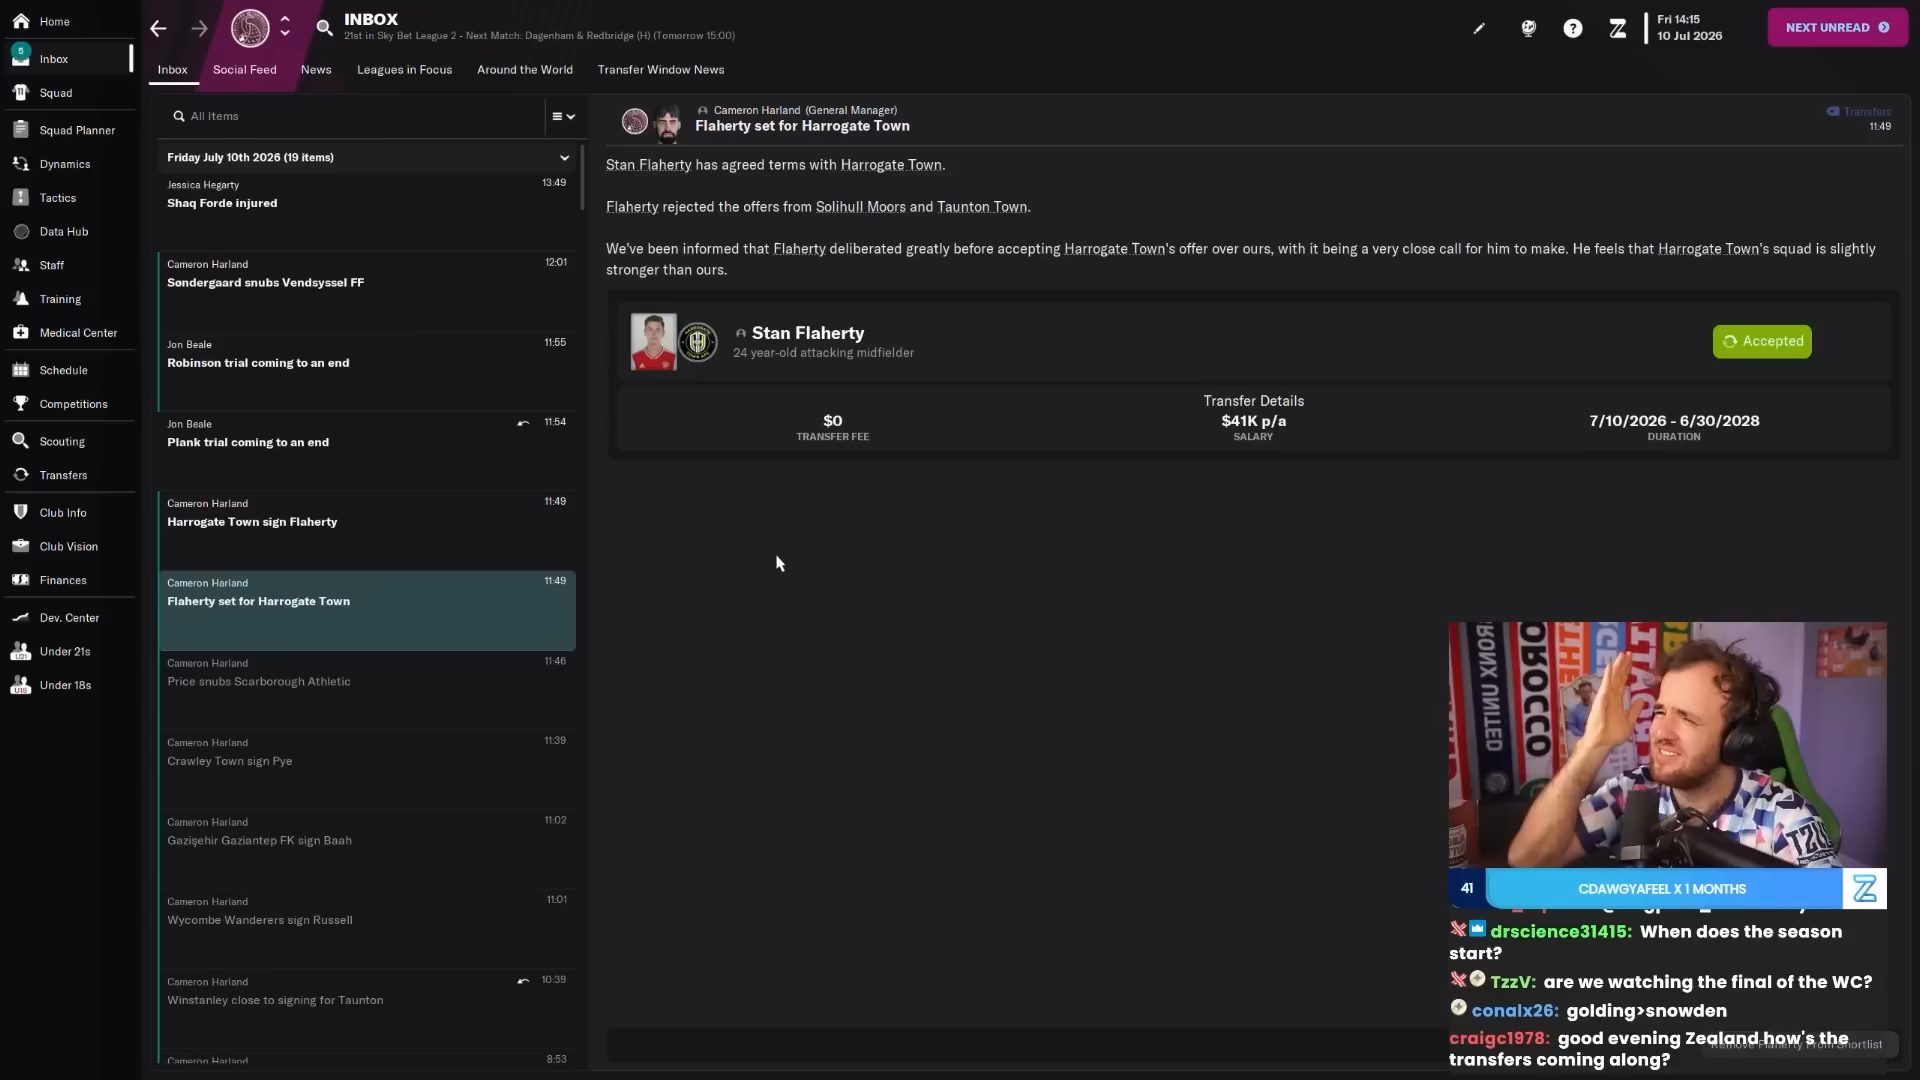 Home
5
Inbox
Squad
Squad Planner
Dynamics
Tactics
Data Hub
Staff
Training
Medical Center
Schedule
Competitions
Scouting
Transfers
Club Info
Club Vision
Finances
Dev. Center
Under 21s
Under 18s
INBOX
21st in Sky Bet League 2 - Next Match: Dagenham & Redbridge (H) (Tomorrow 15:00)
Fri 14:15
10 Jul 2026
NEXT UNREAD
Inbox Social Feed News Leagues in Focus Around the World Transfer Window News
All Items
Friday July 10th 2026 (19 items)
Jessica Hegarty 13:49
Shaq Forde injured
Cameron Harland 12:01
Søndergaard snubs Vendsyssel FF
Jon Beale 11:55
Robinson trial coming to an end
Jon Beale 11:54
Plank trial coming to an end
Cameron Harland 11:49
Harrogate Town sign Flaherty
Cameron Harland 11:49
Flaherty set for Harrogate Town
Cameron Harland 11:46
Price snubs Scarborough Athletic
Cameron Harland 11:39
Crawley Town sign Pye
Cameron Harland 11:02
Gazişehir Gaziantep FK sign Baah
Cameron Harland 11:01
Wycombe Wanderers sign Russell
Cameron Harland 10:39
Winstanley close to signing for Taunton
Cameron Harland 8:53
Cameron Harland (General Manager)
Flaherty set for Harrogate Town
Transfers
11:49
Stan Flaherty has agreed terms with Harrogate Town.
Flaherty rejected the offers from Solihull Moors and Taunton Town.
We've been informed that Flaherty deliberated greatly before accepting Harrogate Town's offer over ours, with it being a very close call for him to make. He feels that Harrogate Town's squad is slightly
stronger than ours.
Stan Flaherty
24 year-old attacking midfielder
Accepted
Transfer Details
$0 $41K p/a 7/10/2026 - 6/30/2028
TRANSFER FEE SALARY DURATION
BRONX UNITED
MOROCCO
41 CDAWGYAFEEL X 1 MONTHS
drscience31415: When does the season
start?
TzzV: are we watching the final of the WC?
conalx26: golding>snowden
craigc1978: good evening Zealand how's the
transfers coming along?
Remove Flaherty From Shortlist